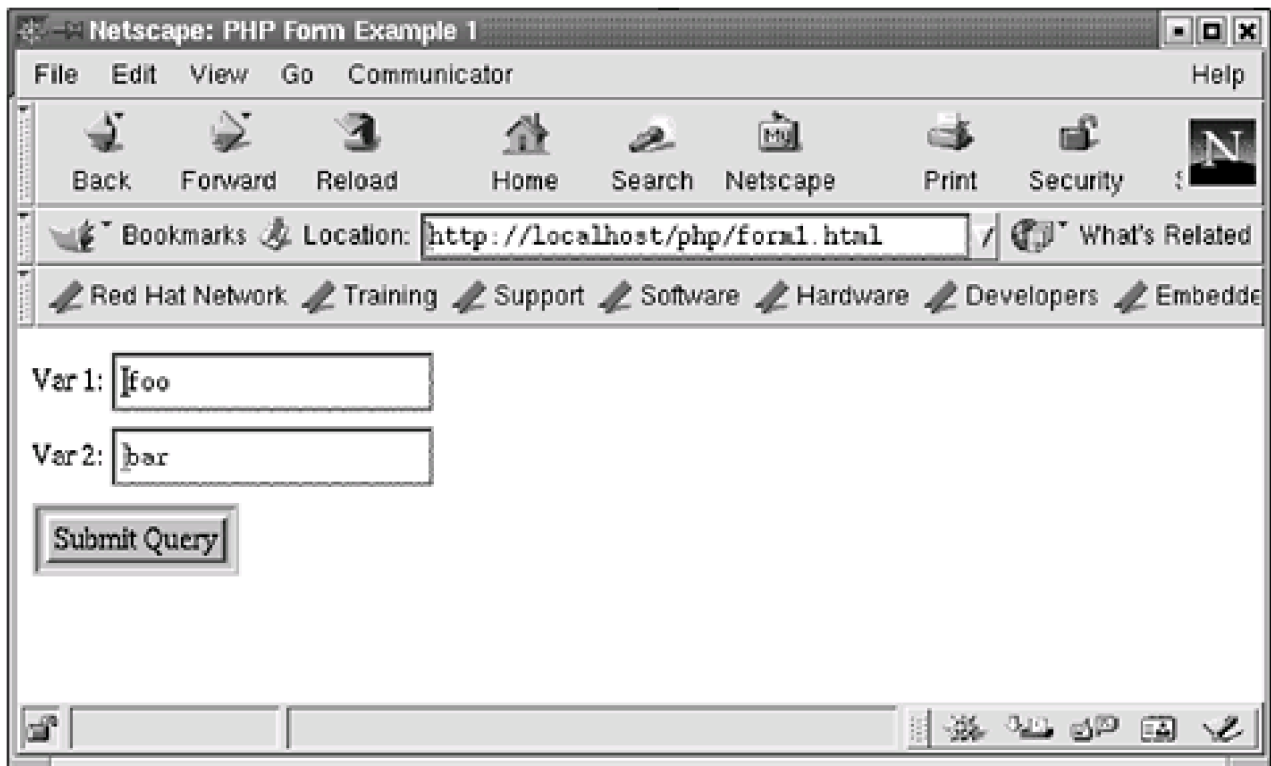 Netscape: PHP Form Example 1
File Edit View Go Communicator Help
Back Forward Reload Home Search Netscape Print Security
My
N
Bookmarks Location: http://localhost/php/form1.html What's Related
Red Hat Network Training Support Software Hardware Developers Embedde
Var 1: foo
Var 2: bar
Submit Query